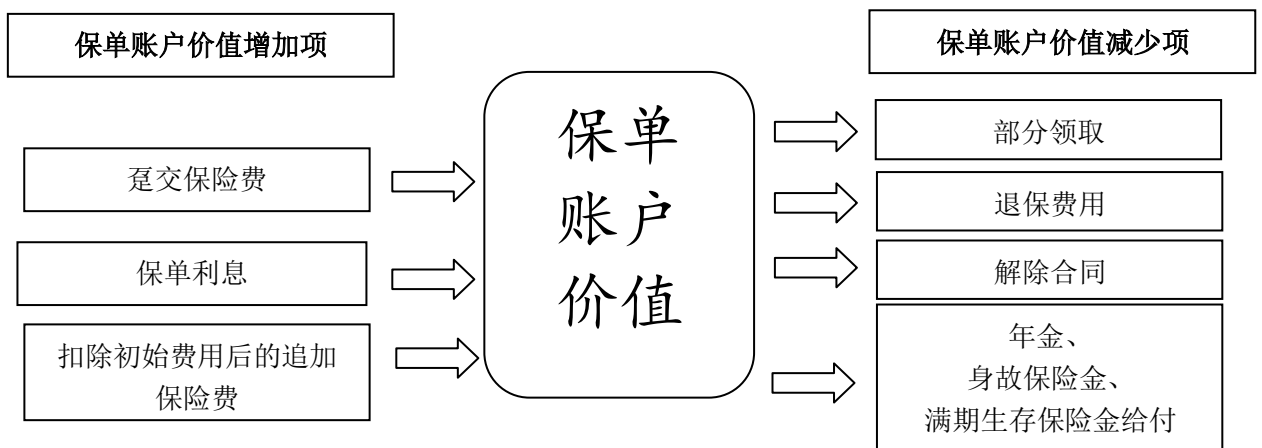 保单账户价值增加项
趸交保险费
保单利息
扣除初始费用后的追加
保险费
保单
账户
价值
保单账户价值减少项
部分领取
退保费用
解除合同
年金、
身故保险金、
满期生存保险金给付